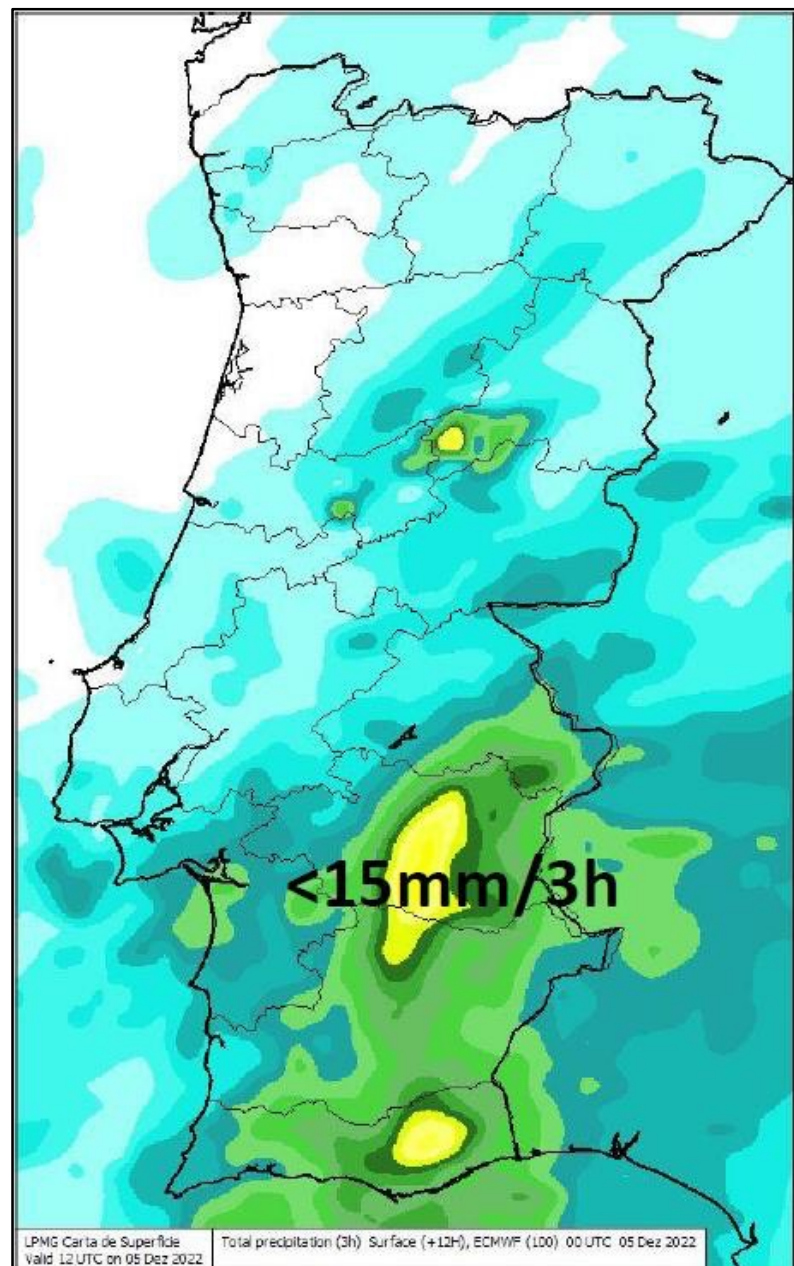 <15mm/3h
LPMG Carta de Superfície
Valid 12 UTC on 05 Dez 2022
Total precipitation (3h) Surface (+12H), ECMWF (100) 00 UTC 05 Dez 2022